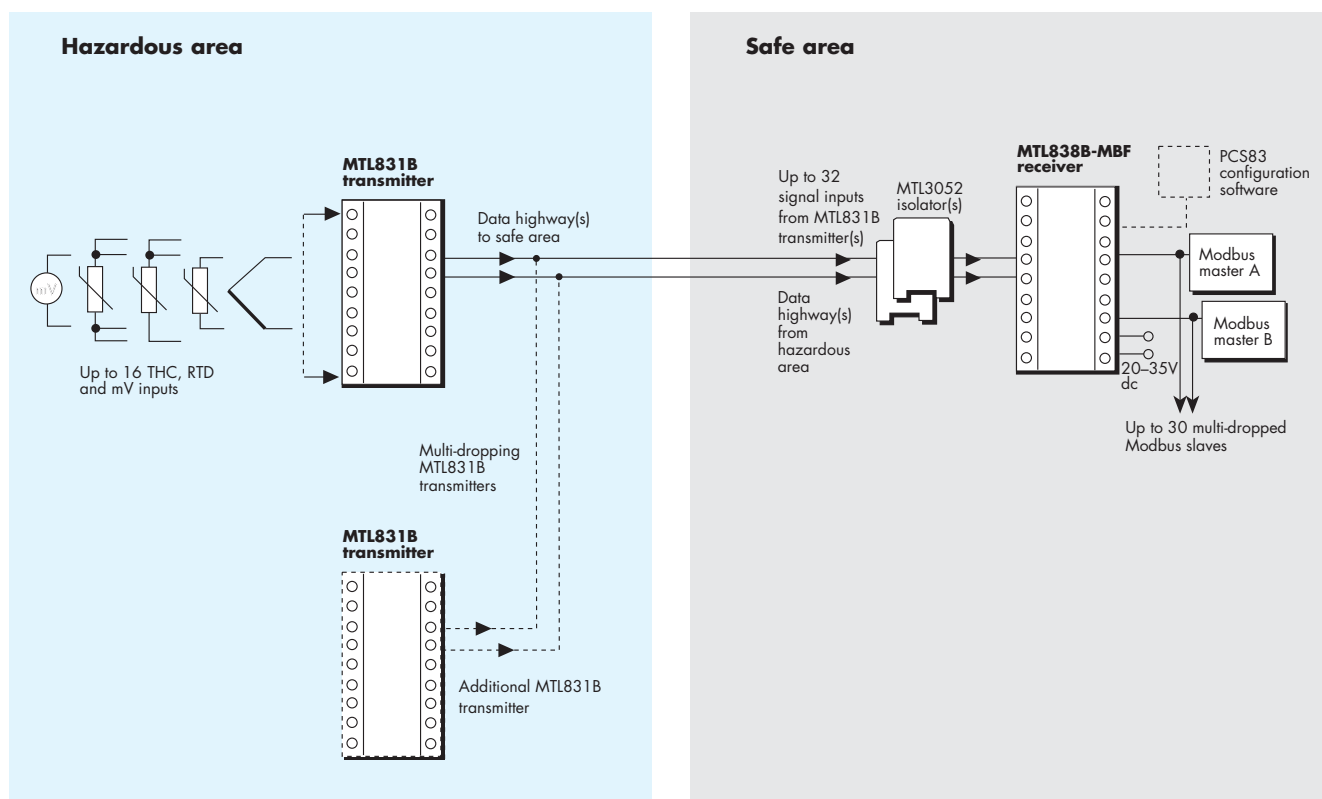 Hazardous area
Safe area
MTL831B
transmitter
Data highway(s)
to safe area
mV
Up to 16 THC, RTD
and mV inputs
Multi-dropping
MTL831B
transmitters
MTL831B
transmitter
Additional MTL831B
transmitter
Up to 32
signal inputs
from MTL831B
transmitter(s)
Data
highway(s)
from
hazardous
area
MTL3052
isolator(s)
MTL838B-MBF
receiver
PCS83
configuration
software
Modbus
master A
Modbus
master B
20–35V
dc
Up to 30 multi-dropped
Modbus slaves